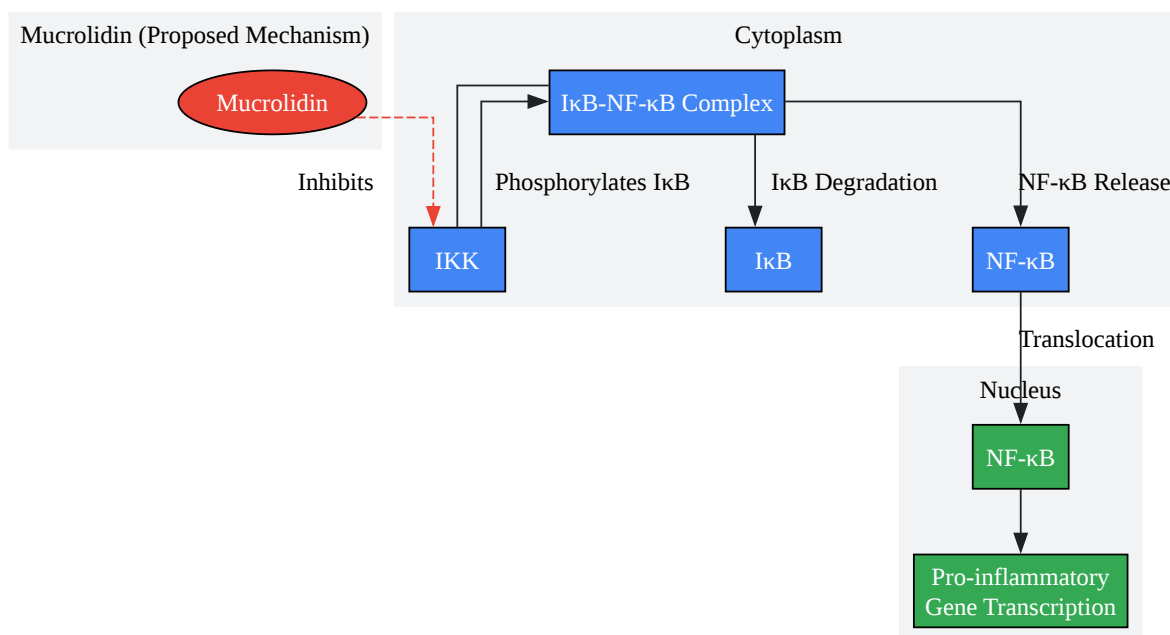 Mucrolidin (Proposed Mechanism)
Cytoplasm
Mucrolidin
IκB-NF-κB Complex
Inhibits
Phosphorylates IκB
IκB Degradation
NF-κB Release
IKK
IκB
NF-κB
Translocation
Nucleus
NF-κB
Pro-inflammatory
Gene Transcription